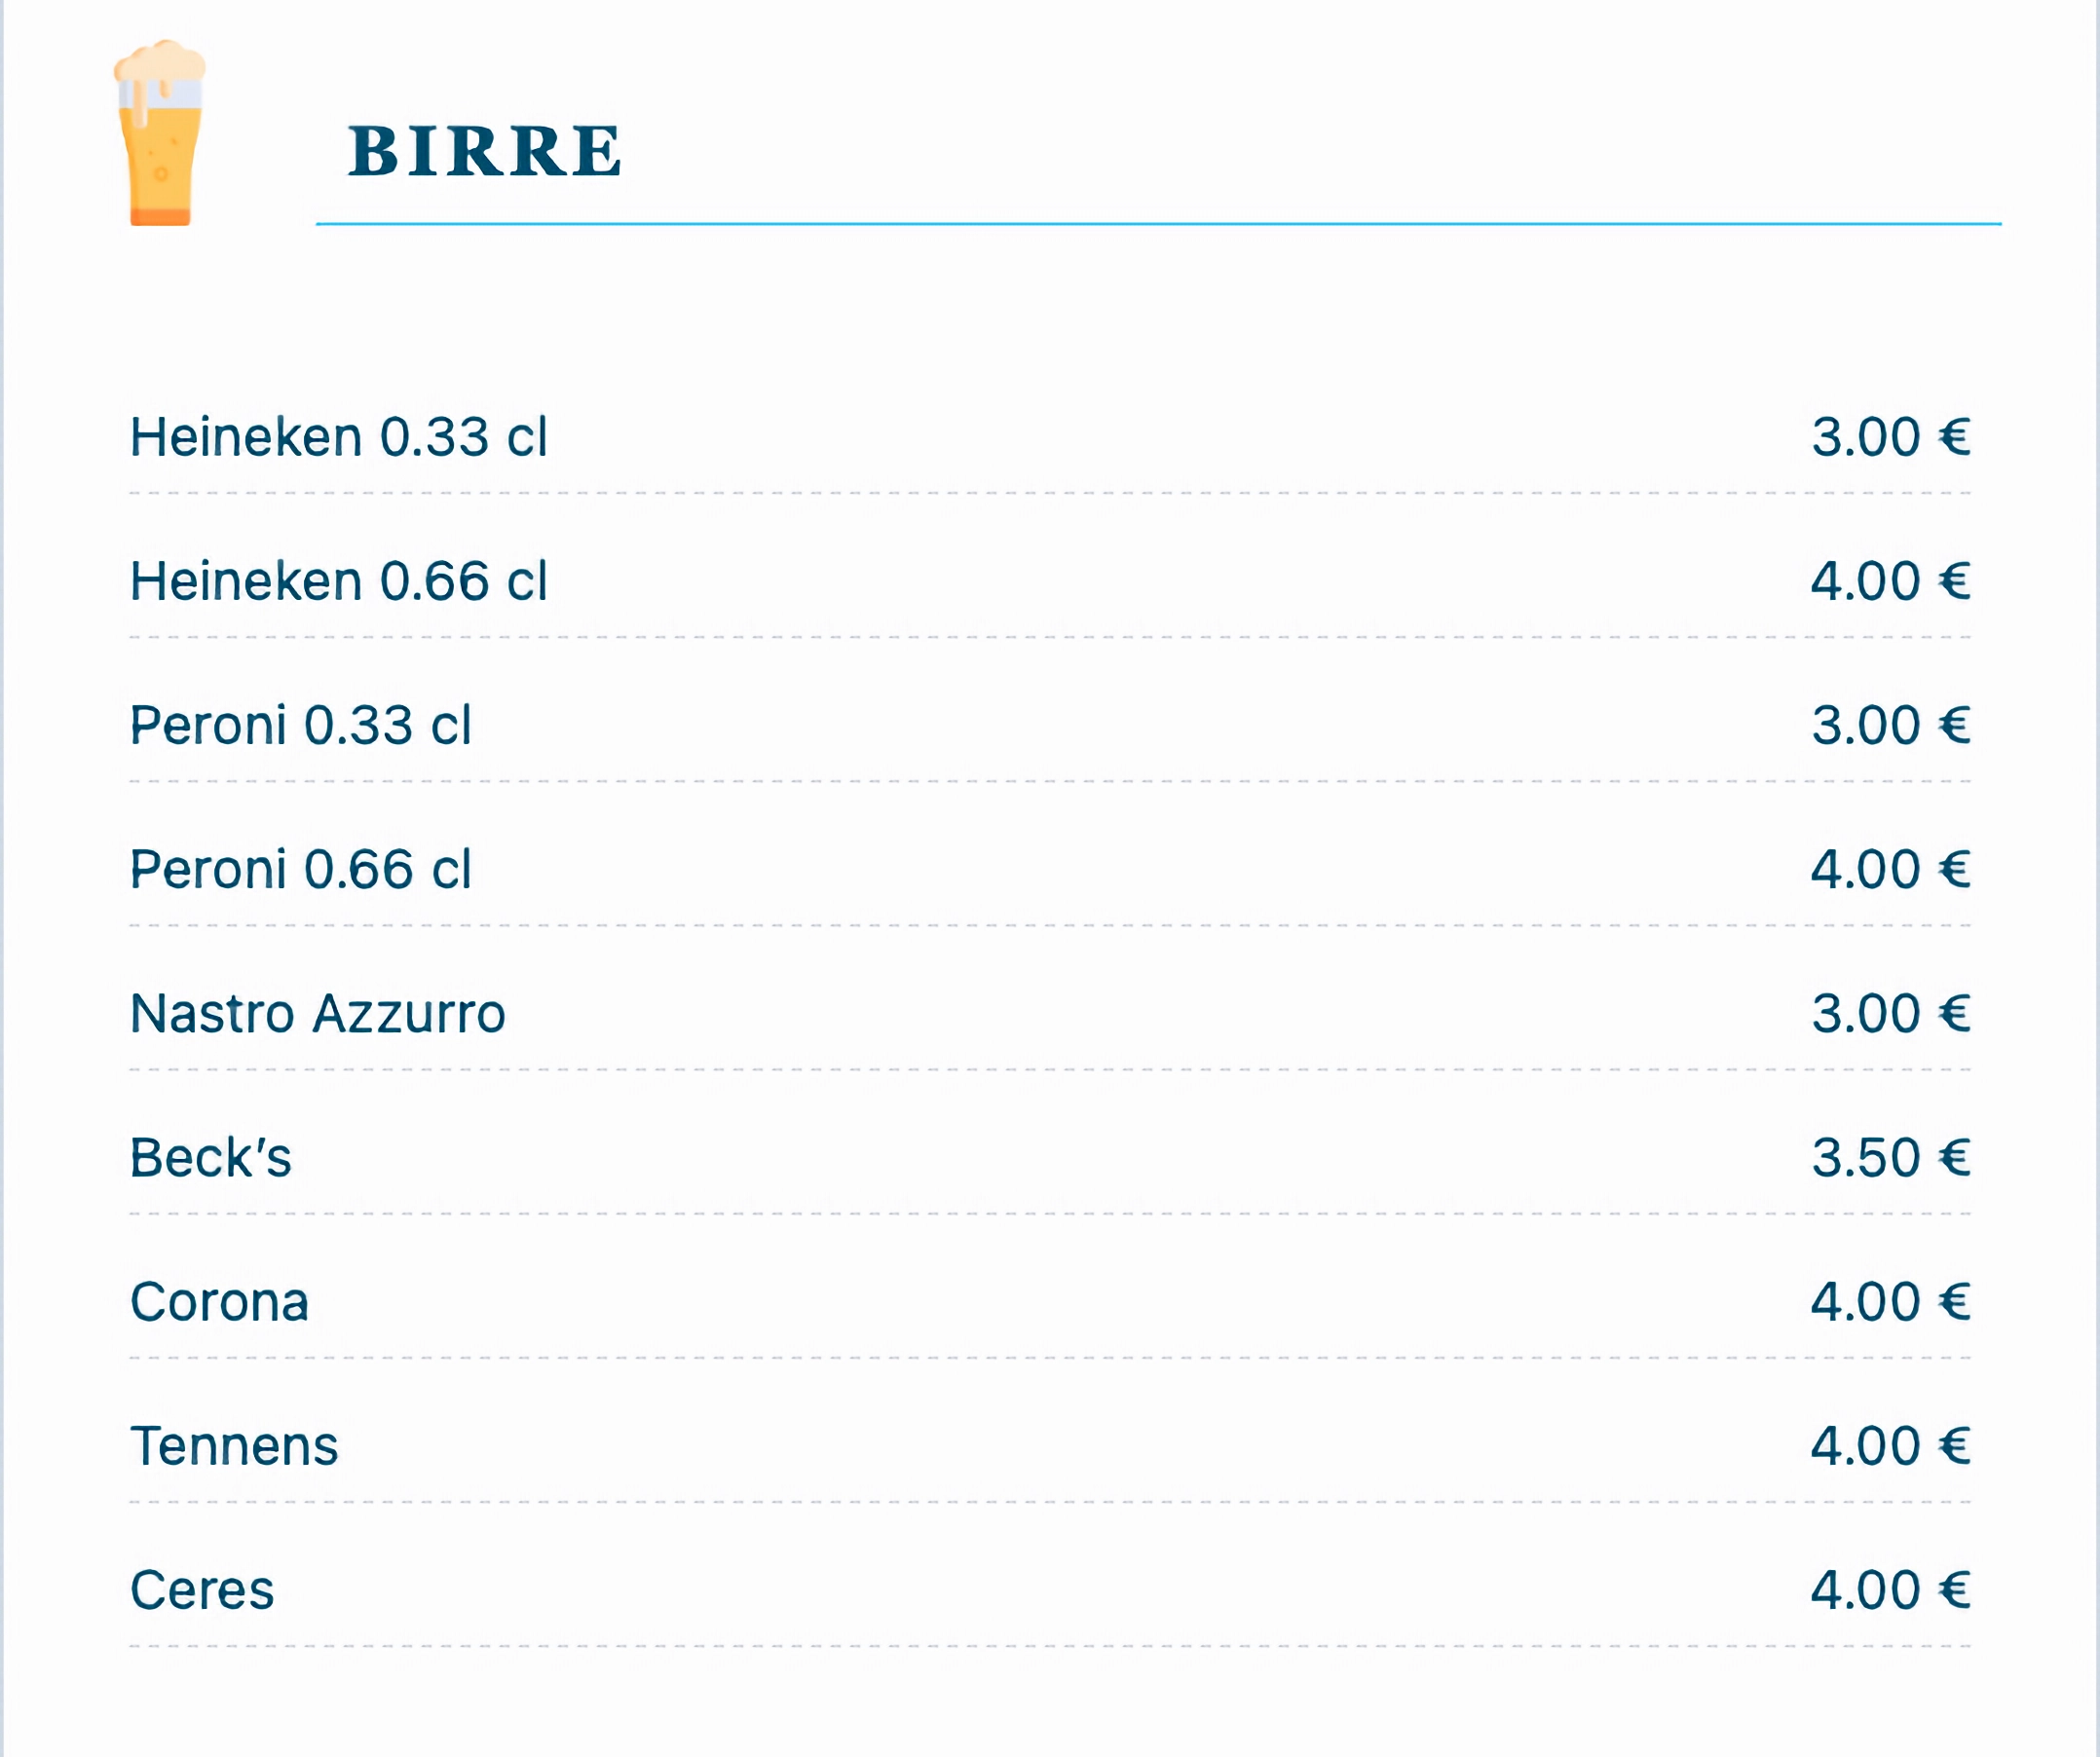 BIRRE
Heineken 0.33 cl 3.00 €
Heineken 0.66 cl 4.00 €
Peroni 0.33 cl 3.00 €
Peroni 0.66 cl 4.00 €
Nastro Azzurro 3.00 €
Beck’s 3.50 €
Corona 4.00 €
Tennens 4.00 €
Ceres 4.00 €